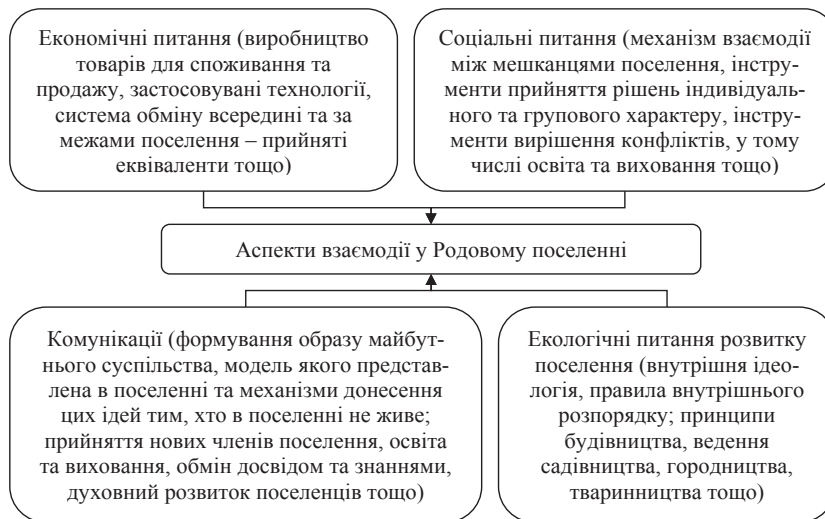 Економічні питання (виробництво
товарів для споживання та
продажу, застосовувані технології,
система обміну всередині та за
межами поселення – прийняті
еквіваленти тощо)
Соціальні питання (механізм взаємодії
між мешканцями поселення, інстру-
менти прийняття рішень індивідуаль-
ного та групового характеру, інстру-
менти вирішення конфліктів, у тому
числі освіта та виховання тощо)
Аспекти взаємодії у Родовому поселенні
Комунікації (формування образу майбут-
нього суспільства, модель якого представ-
лена в поселенні та механізми донесення
цих ідей тим, хто в поселенні не живе;
прийняття нових членів поселення, освіта
та виховання, обмін досвідом та знаннями,
духовний розвиток поселенців тощо)
Екологічні питання розвитку
поселення (внутрішня ідео-
логія, правила внутрішнього
розпорядку; принципи
будівництва, ведення
садівництва, городництва,
тваринництва тощо)